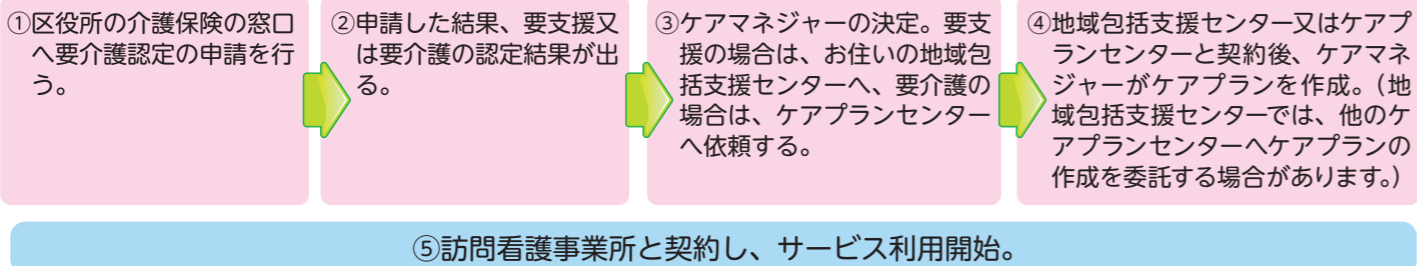 ①区役所の介護保険の窓口
へ要介護認定の申請を行
う。
②申請した結果、要支援又
は要介護の認定結果が出
る。
③ケアマネジャーの決定。要支
援の場合は、お住いの地域包
括支援センターへ、要介護の
場合は、ケアプランセンター
へ依頼する。
④地域包括支援センター又はケアプ
ランセンターと契約後、ケアマネ
ジャーがケアプランを作成。（地
域包括支援センターでは、他のケ
アプランセンターへケアプランの
作成を委託する場合があります。）
⑤訪問看護事業所と契約し、サービス利用開始。